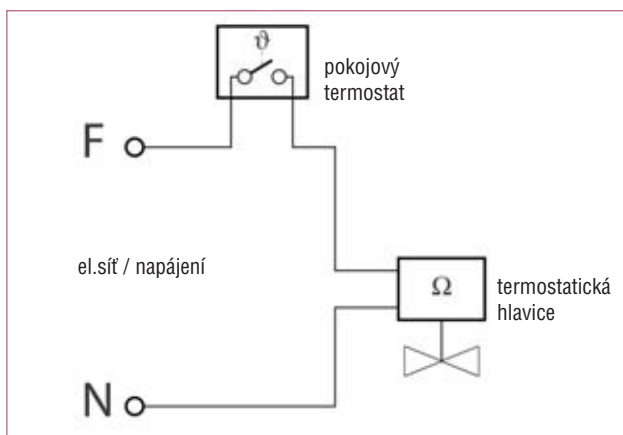 ϑ
pokojový
termostat
F
el.síť / napájení
Ω
termostatická
hlavice
N